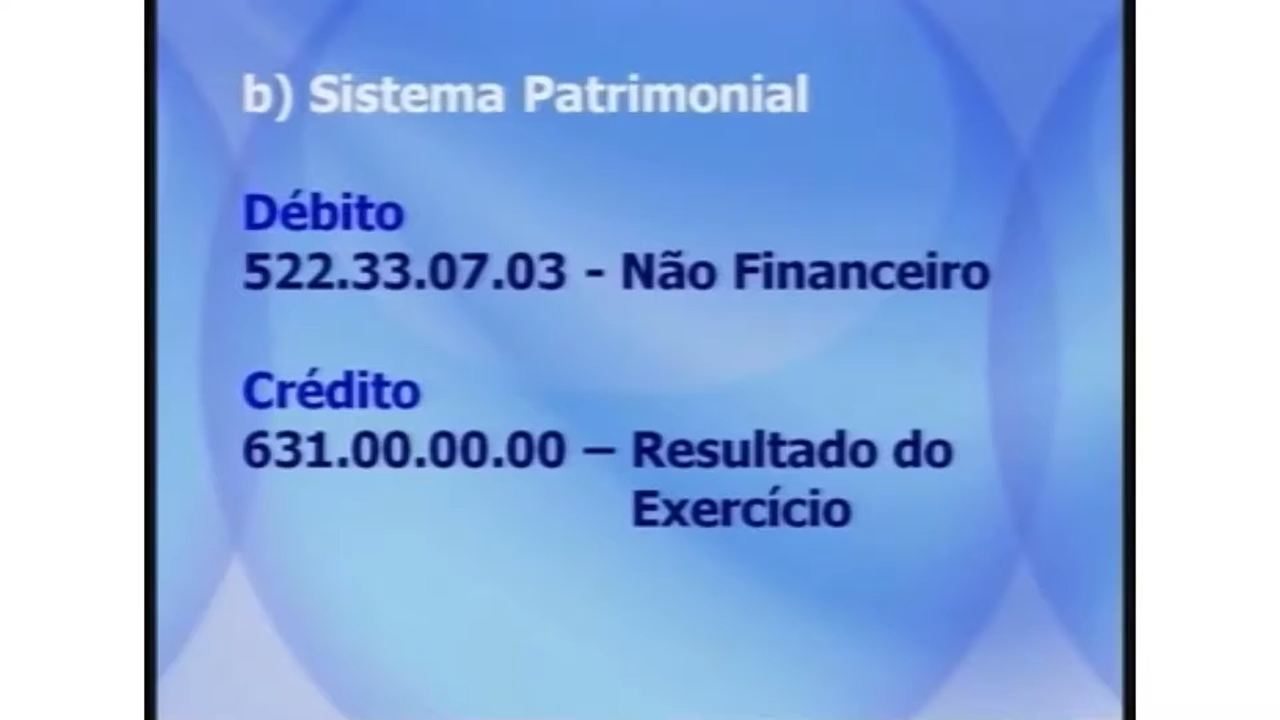 b) Sistema Patrimonial
Débito
522.33.07.03 - Não Financeiro
Crédito
631.00.00.00 – Resultado do
Exercício